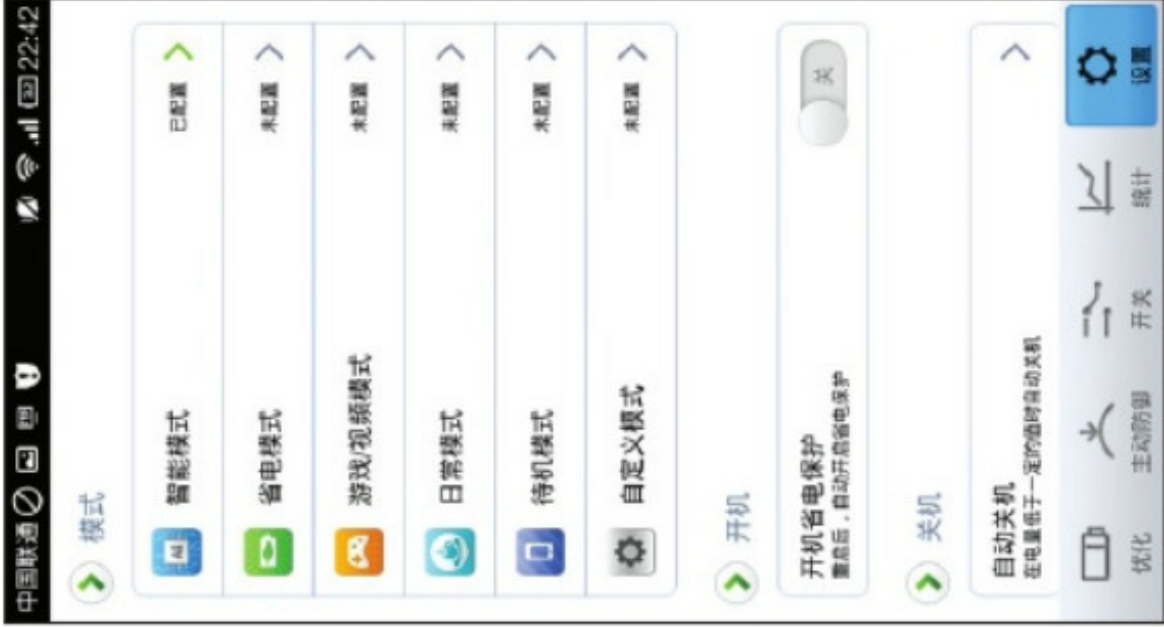 中国联通 32 22:42
模式
智能模式 已配置
省电模式 未配置
游戏/视频模式 未配置
日常模式 未配置
待机模式 未配置
自定义模式 未配置
开机
开机省电保护 关
重启后，自动开启省电保护
关机
自动关机
在电量低于一定的值时自动关机
优化 主动防御 开关 统计 设置